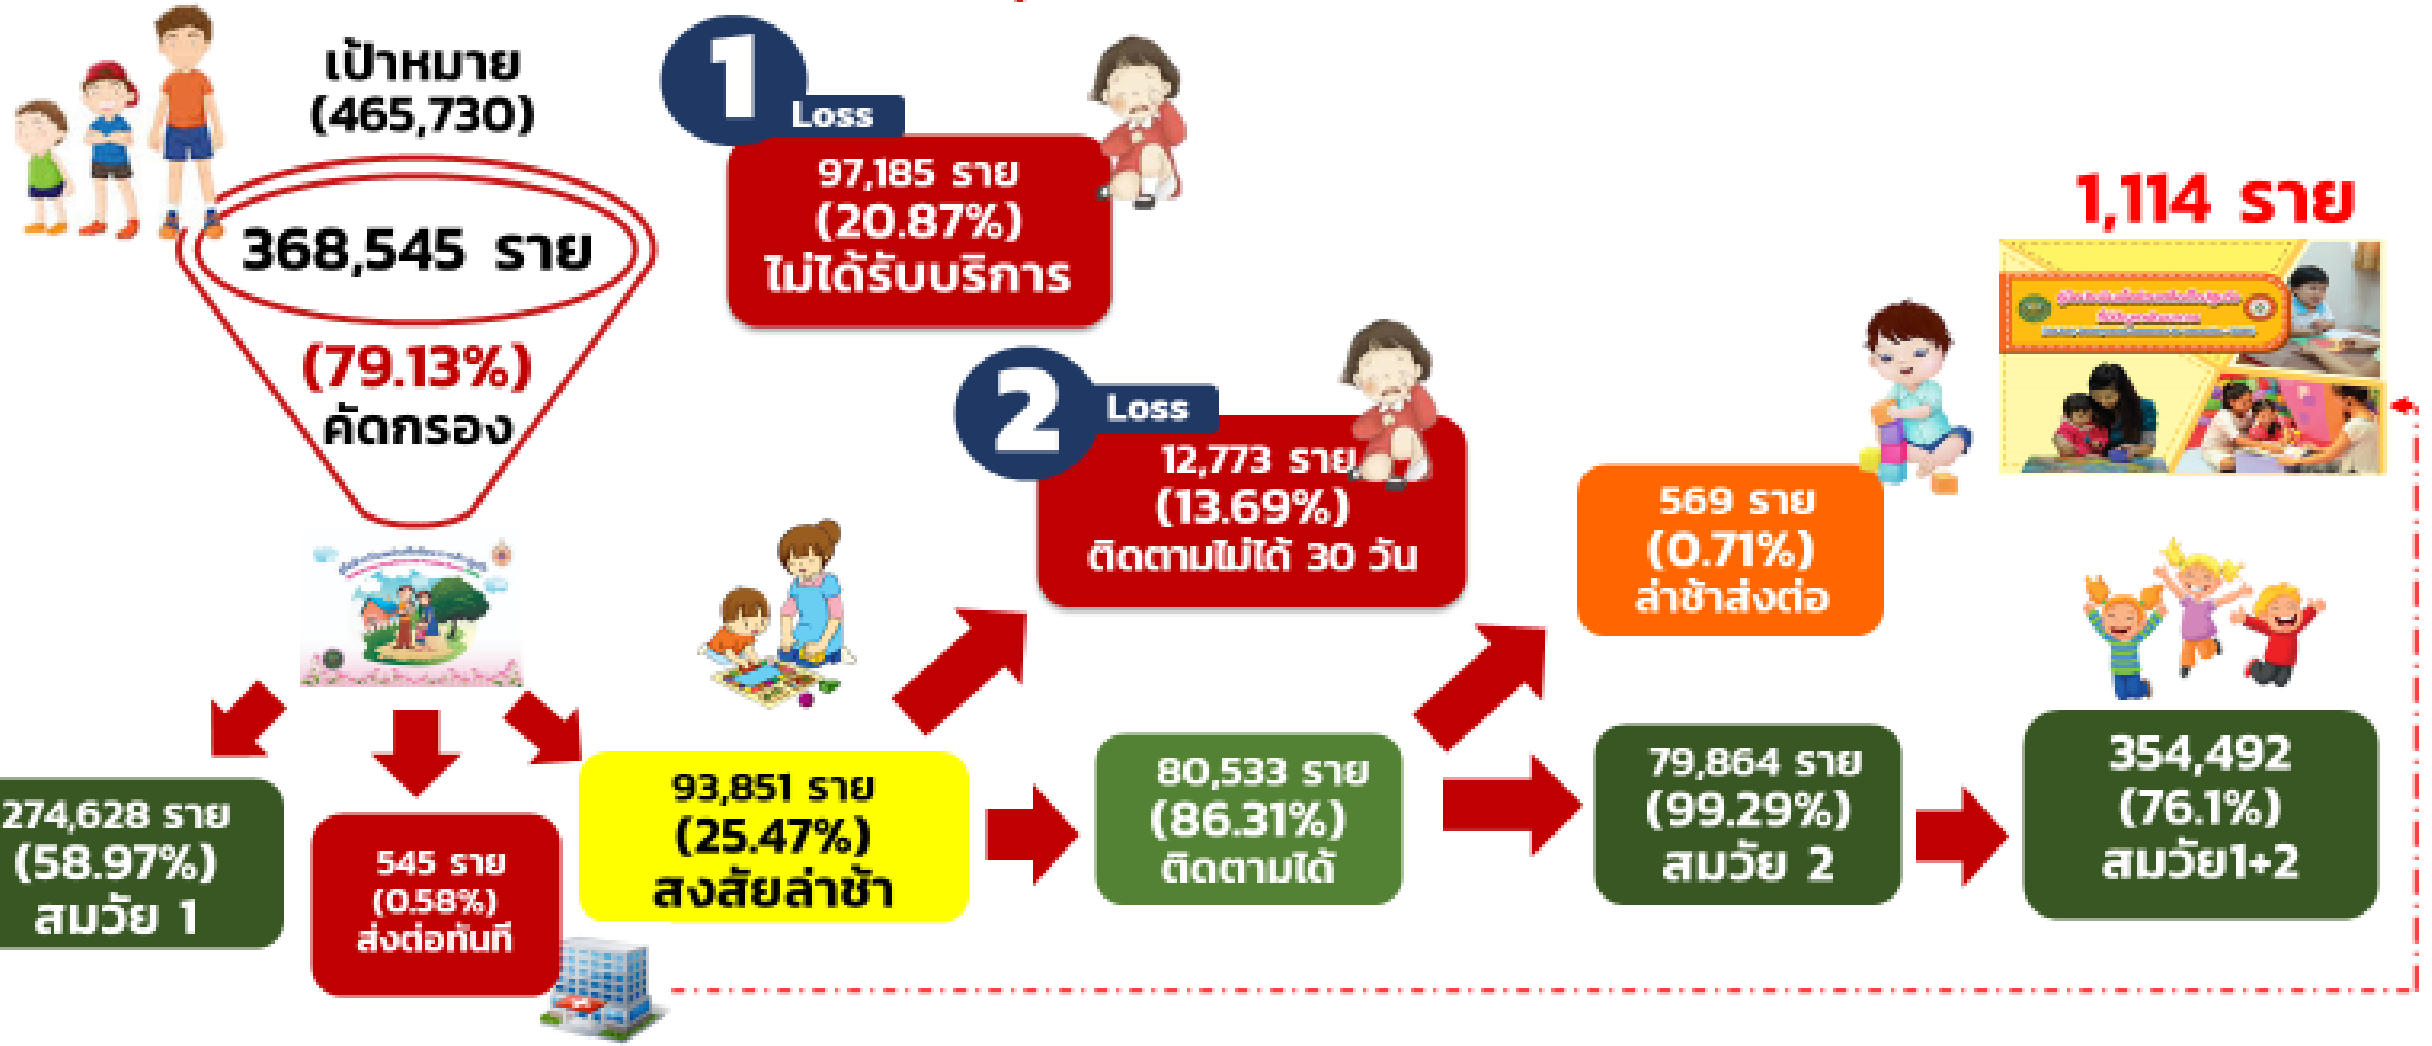 เป้าหมาย
(465,730)
368,545 ราย
(79.13%)
คัดกรอง
1
Loss
97,185 ราย
(20.87%)
ไม่ได้รับบริการ
2
Loss
12,773 ราย
(13.69%)
ติดตามไม่ได้ 30 วัน
569 ราย
(0.71%)
ล่าช้าส่งต่อ
1,114 ราย
274,628 ราย
(58.97%)
สมวัย 1
545 ราย
(0.58%)
ส่งต่อทันที
93,851 ราย
(25.47%)
สงสัยล่าช้า
80,533 ราย
(86.31%)
ติดตามได้
79,864 ราย
(99.29%)
สมวัย 2
354,492
(76.1%)
สมวัย1+2